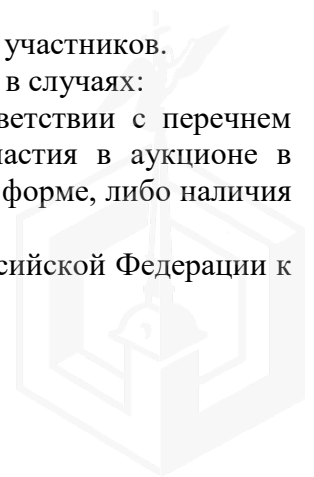 участников.
в случаях:
ветствии с перечнем
частия в аукционе в
форме, либо наличия
сийской Федерации к